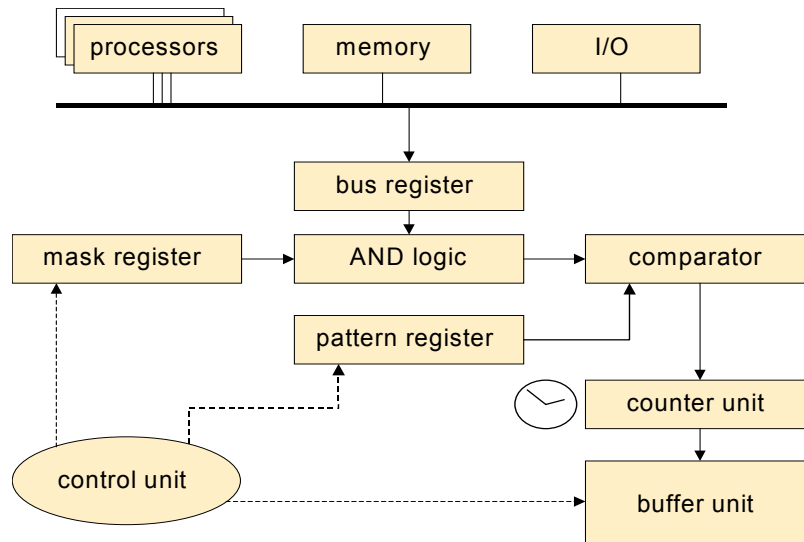 processors
memory
I/O
bus register
mask register
AND logic
comparator
pattern register
counter unit
control unit
buffer unit